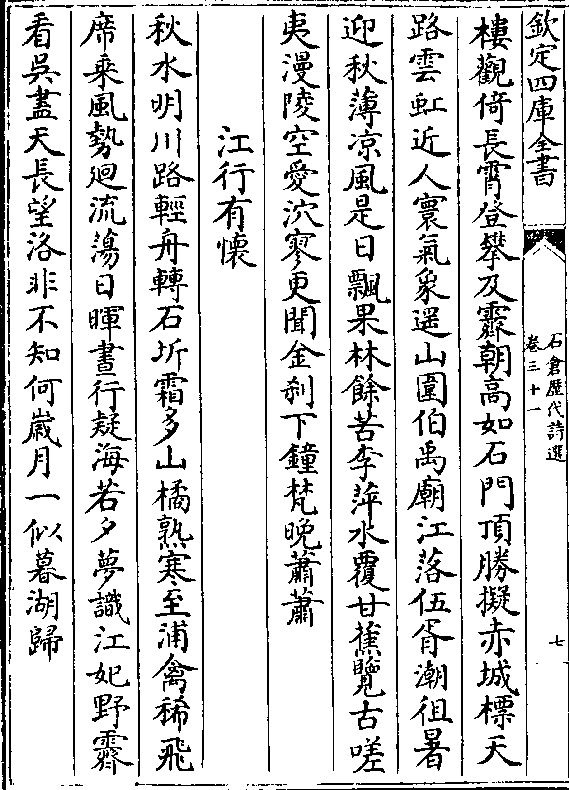 欽定四庫全書
石倉歴代詩選
卷三十一
七
樓觀倚長霄登攀及霽朝高如石門頂勝擬赤城標天
路雲虹近人寰氣象遥山圍伯禹廟江落伍胥潮徂暑
迎秋薄凉風是日飄果林餘苦李萍水覆甘蕉覽古嗟
夷漫陵空愛泬寥更聞金刹下鐘梵晚蕭蕭
江行有懷
秋水明川路輕舟轉石圻霜多山橘熟寒至浦禽稀飛
席乗風勢廻流蕩日暉晝行疑海若夕夢識江妃野霽
看吳盡天長望洛非不知何歲月一似暮湖歸